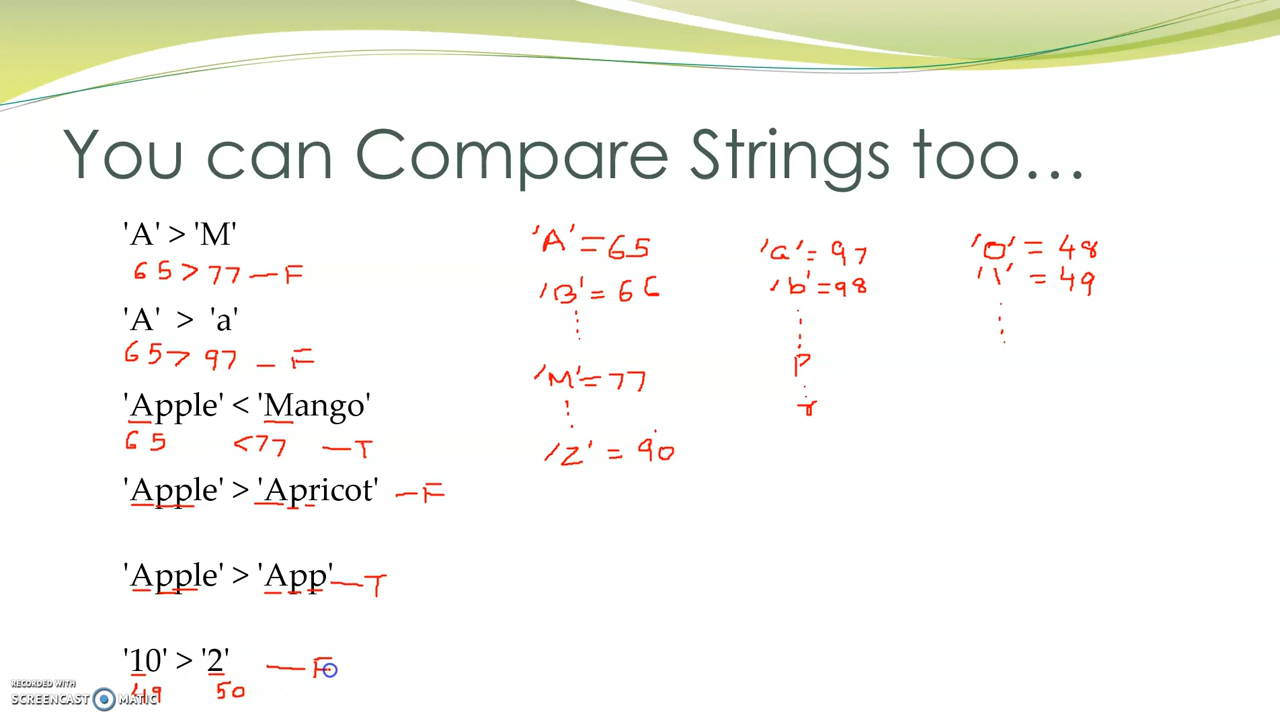 You can Compare Strings too...
'A' > 'M'
65 > 77 — F
'A' > 'a'
65 > 97 — F
'Apple' < 'Mango'
65 < 77 — T
'Apple' > 'Apricot' — F
'Apple' > 'App' — T
'10' > '2' — F
49 50
'A' = 65
'B' = 66
'M' = 77
'Z' = 90
'a' = 97
'b' = 98
p
r
'0' = 48
'1' = 49
RECORDED WITH
SCREENCAST MATIC